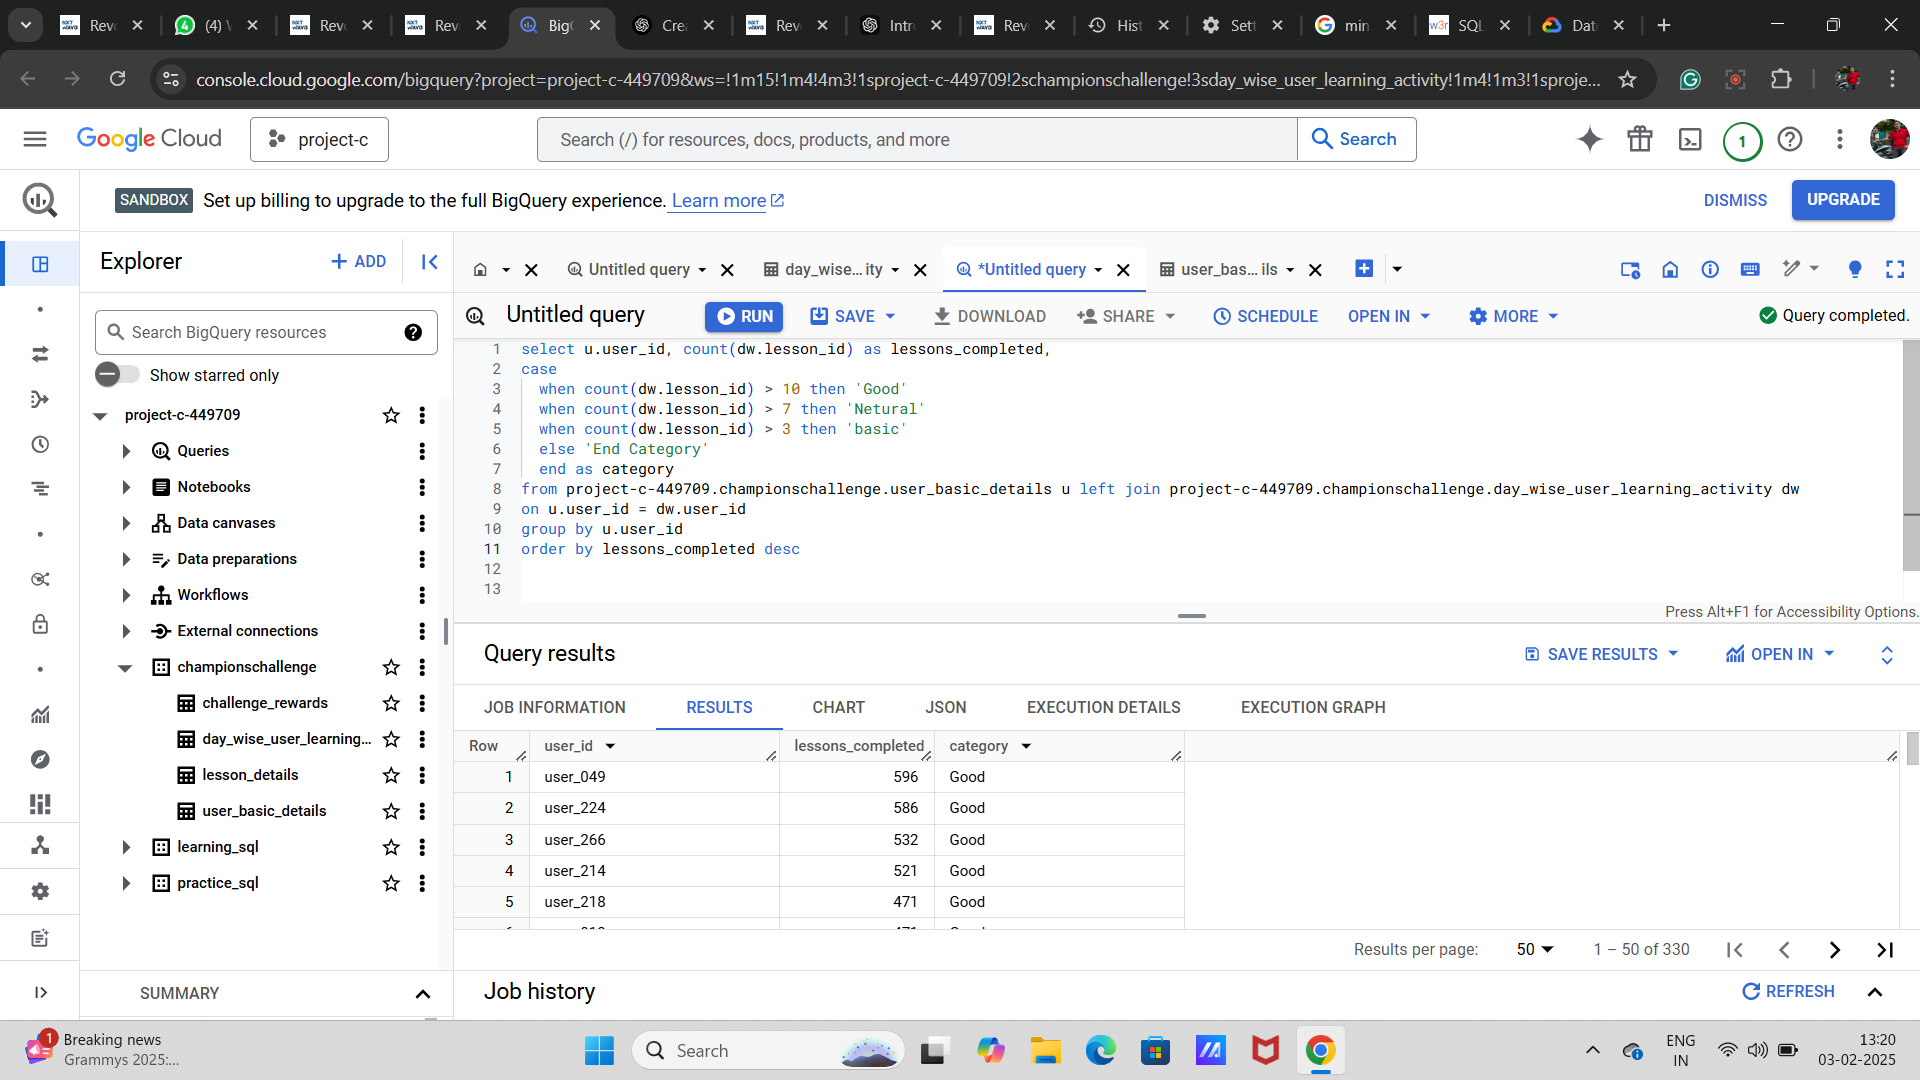 Rev
(4) \
Rev
Rev
Big
Crea
Rev
Intr
Rev
Hist
Sett
min
w3r SQL
Dat
console.cloud.google.com/bigquery?project=project-c-449709&ws=!1m15!1m4!4m3!1sproject-c-449709!2schampionschallenge!3sday_wise_user_learning_activity!1m4!1m3!1sproje...
Google Cloud
project-c
Search (/) for resources, docs, products, and more
Search
1
SANDBOX Set up billing to upgrade to the full BigQuery experience. Learn more
DISMISS
UPGRADE
Explorer
+ ADD
Untitled query
day_wise...ity
*Untitled query
user_bas... ils
Untitled query
RUN
SAVE
DOWNLOAD
SHARE
SCHEDULE
OPEN IN
MORE
Query completed.
Search BigQuery resources
Show starred only
project-c-449709
Queries
Notebooks
Data canvases
Data preparations
Workflows
External connections
championschallenge
challenge_rewards
day_wise_user_learning...
lesson_details
user_basic_details
learning_sql
practice_sql
SUMMARY
1 select u.user_id, count(dw.lesson_id) as lessons_completed,
2 case
3 when count(dw.lesson_id) > 10 then 'Good'
4 when count(dw.lesson_id) > 7 then 'Netural'
5 when count(dw.lesson_id) > 3 then 'basic'
6 else 'End Category'
7 end as category
8 from project-c-449709.championschallenge.user_basic_details u left join project-c-449709.championschallenge.day_wise_user_learning_activity dw
9 on u.user_id = dw.user_id
10 group by u.user_id
11 order by lessons_completed desc
12
13
Press Alt+F1 for Accessibility Options.
Query results
SAVE RESULTS
OPEN IN
JOB INFORMATION
RESULTS
CHART
JSON
EXECUTION DETAILS
EXECUTION GRAPH
Row user_id lessons_completed category
1 user_049 596 Good
2 user_224 586 Good
3 user_266 532 Good
4 user_214 521 Good
5 user_218 471 Good
Results per page: 50 1 – 50 of 330
Job history
REFRESH
1
Breaking news
Grammys 2025:...
Search
ENG
IN
13:20
03-02-2025